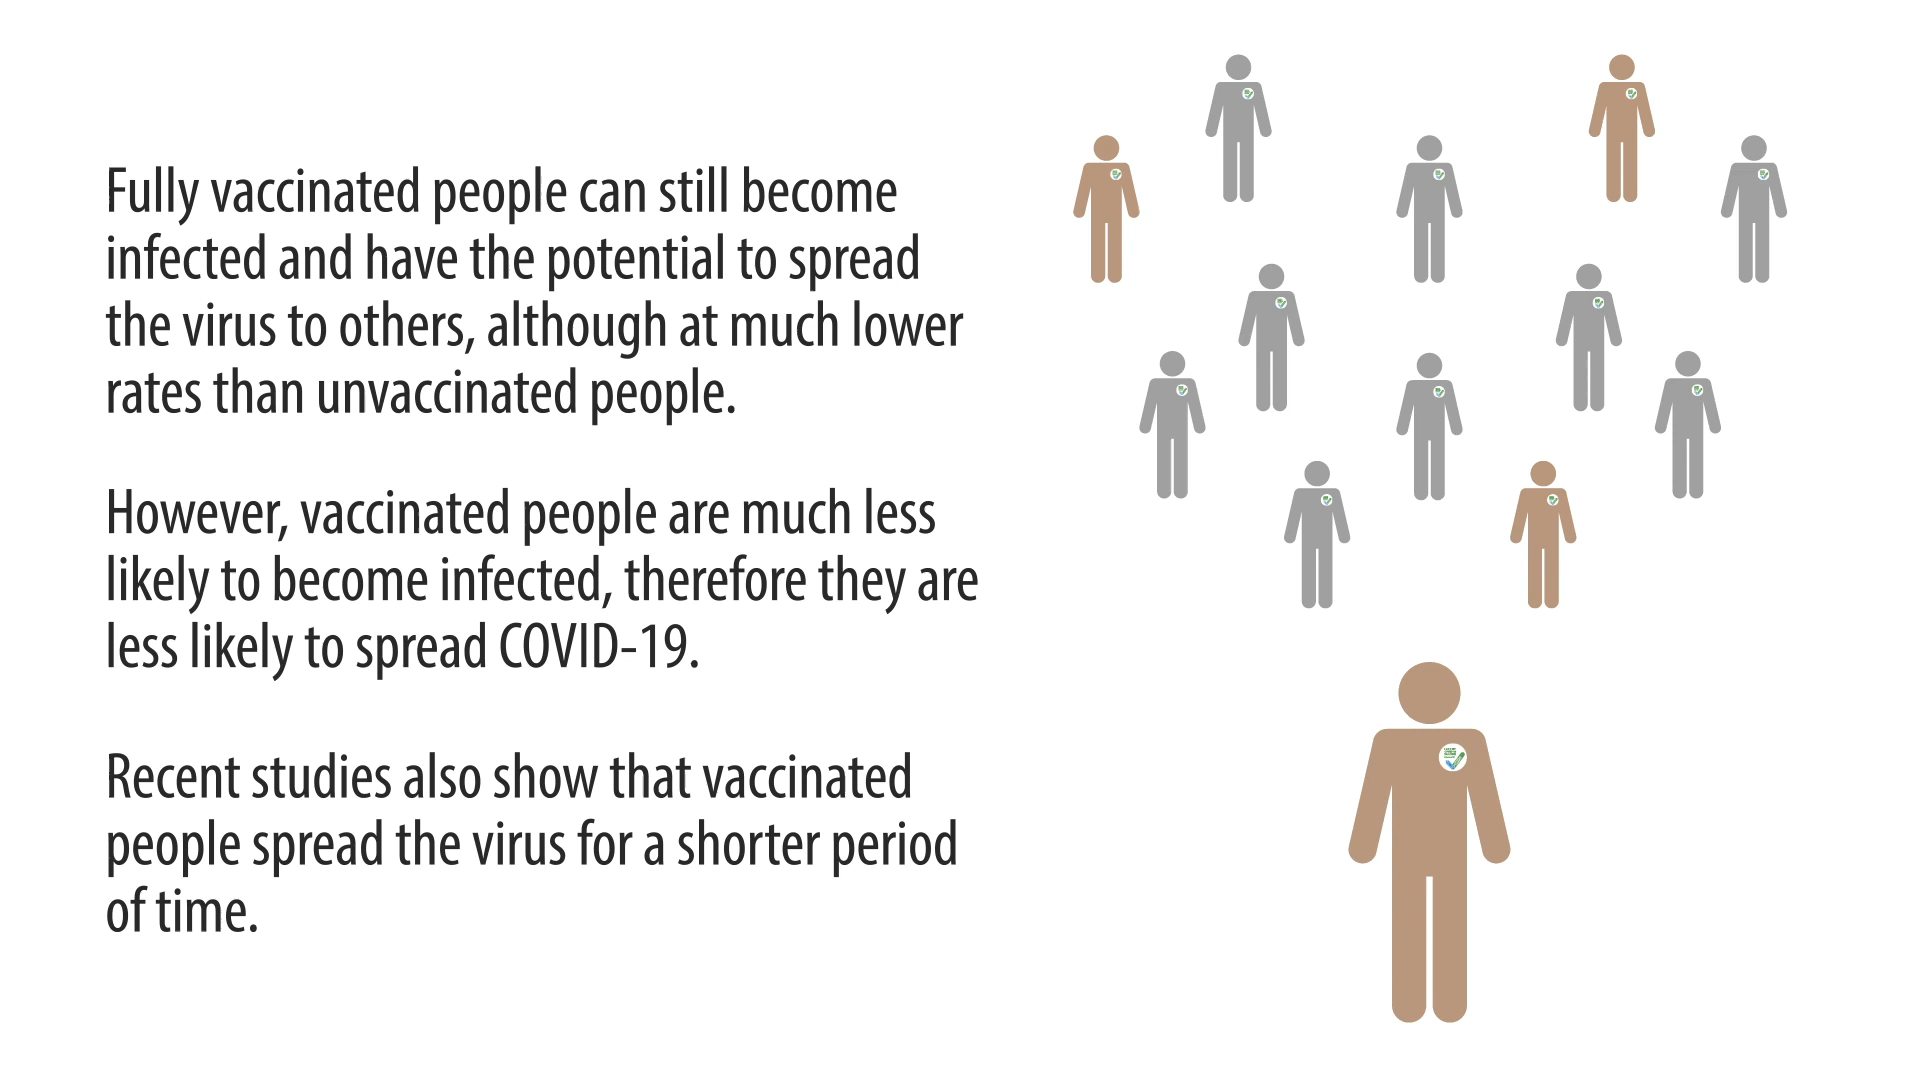 Fully vaccinated people can still become
infected and have the potential to spread
the virus to others, although at much lower
rates than unvaccinated people.
However, vaccinated people are much less
likely to become infected, therefore they are
less likely to spread COVID-19.
Recent studies also show that vaccinated
people spread the virus for a shorter period
of time.